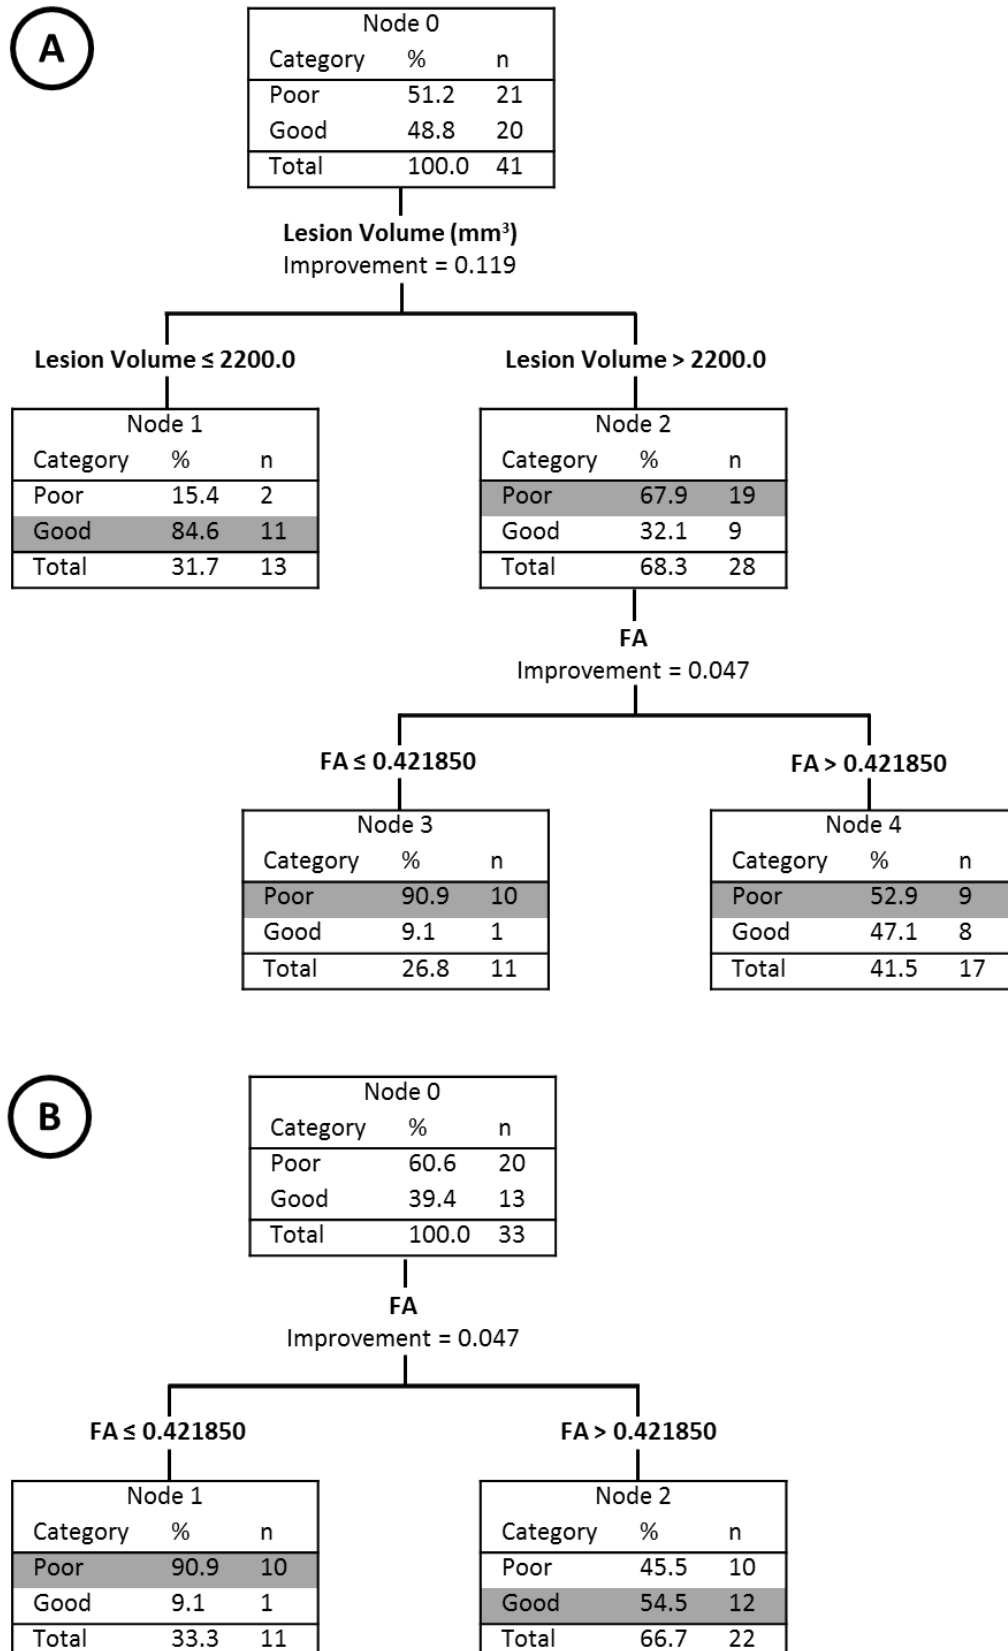 A
Node 0
Category % n
Poor 51.2 21
Good 48.8 20
Total 100.0 41
Lesion Volume (mm³)
Improvement = 0.119
Lesion Volume ≤ 2200.0
Lesion Volume > 2200.0
Node 1
Category % n
Poor 15.4 2
Good 84.6 11
Total 31.7 13
Node 2
Category % n
Poor 67.9 19
Good 32.1 9
Total 68.3 28
FA
Improvement = 0.047
FA ≤ 0.421850
FA > 0.421850
Node 3
Category % n
Poor 90.9 10
Good 9.1 1
Total 26.8 11
Node 4
Category % n
Poor 52.9 9
Good 47.1 8
Total 41.5 17
B
Node 0
Category % n
Poor 60.6 20
Good 39.4 13
Total 100.0 33
FA
Improvement = 0.047
FA ≤ 0.421850
FA > 0.421850
Node 1
Category % n
Poor 90.9 10
Good 9.1 1
Total 33.3 11
Node 2
Category % n
Poor 45.5 10
Good 54.5 12
Total 66.7 22